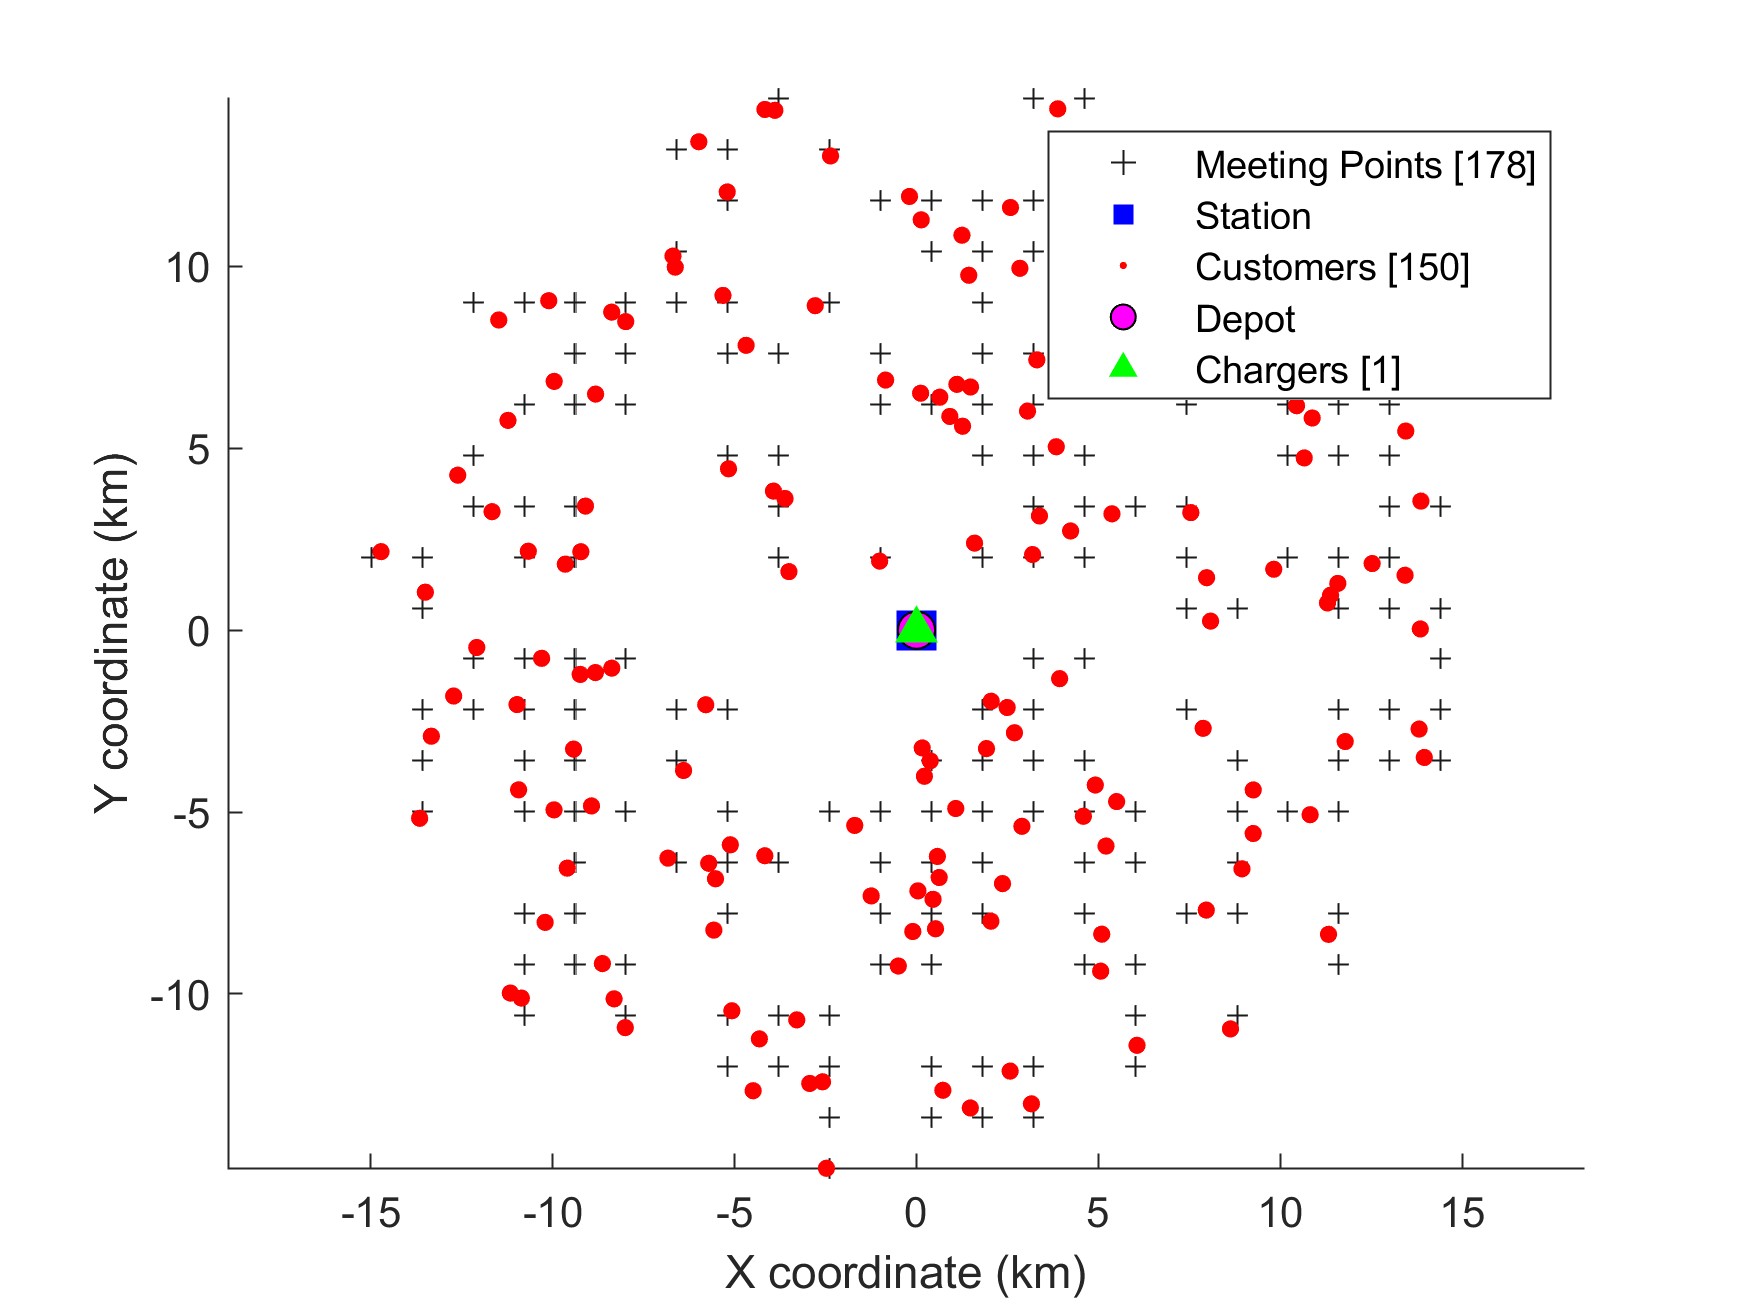 Meeting Points [178]
Station
Customers [150]
Depot
Chargers [1]
10
5
0
-5
-10
Y coordinate (km)
-15
-10
-5
0
5
10
15
X coordinate (km)